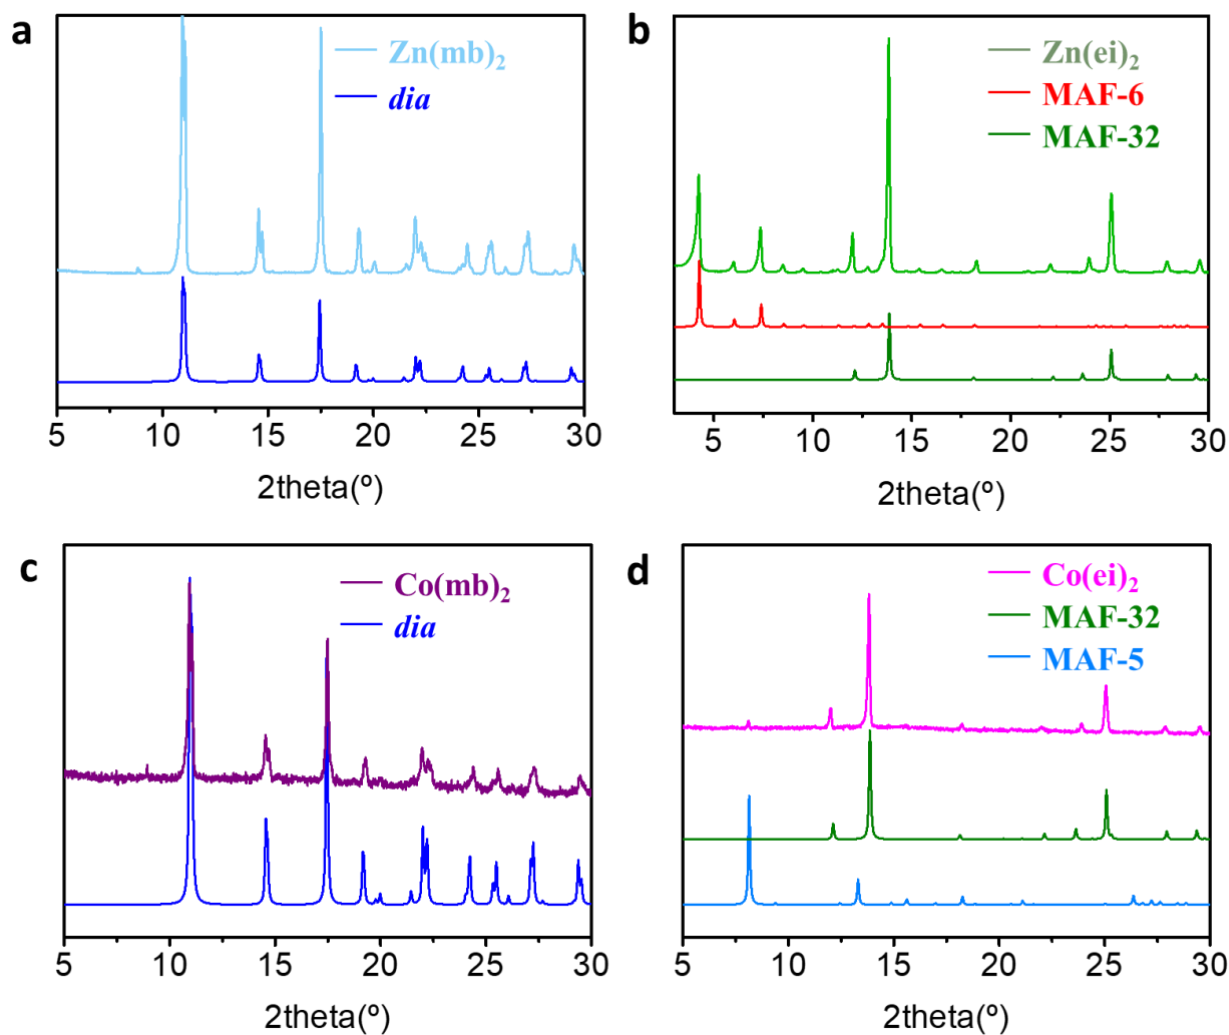 a
Zn(mb)₂
dia
5 10 15 20 25 30
2theta(º)
b
Zn(ei)₂
MAF-6
MAF-32
5 10 15 20 25 30
2theta(º)
c
Co(mb)₂
dia
5 10 15 20 25 30
2theta(º)
d
Co(ei)₂
MAF-32
MAF-5
5 10 15 20 25 30
2theta(º)